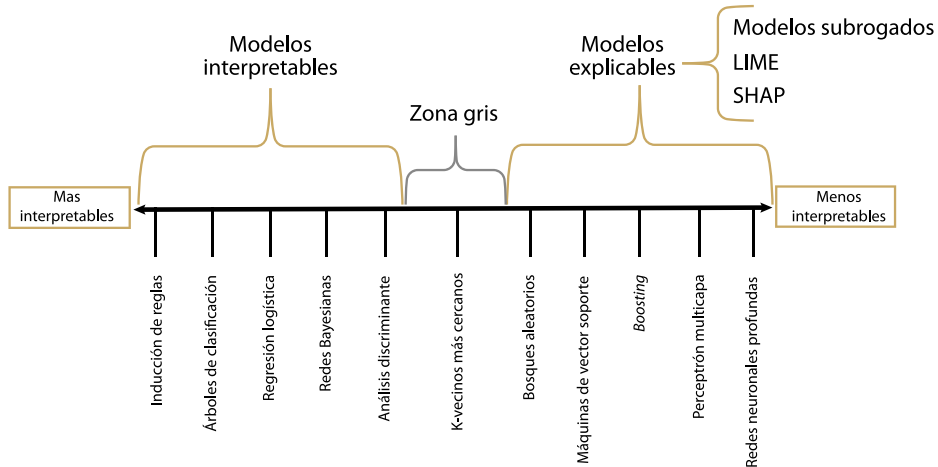 Modelos
interpretables
Zona gris
Modelos
explicables
Modelos subrogados
LIME
SHAP
Mas
interpretables
Menos
interpretables
Inducción de reglas
Árboles de clasificación
Regresión logística
Redes Bayesianas
Análisis discriminante
K-vecinos más cercanos
Bosques aleatorios
Máquinas de vector soporte
Boosting
Perceptrón multicapa
Redes neuronales profundas